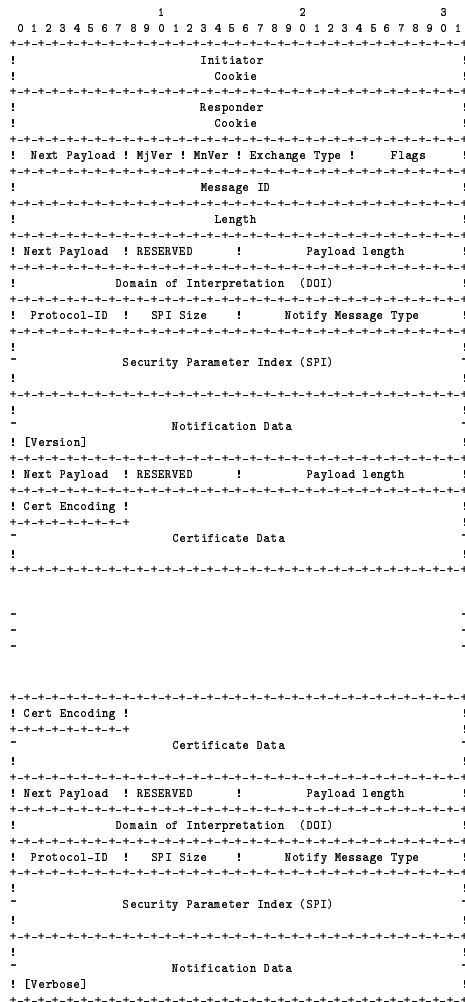 1                   2                   3
 0 1 2 3 4 5 6 7 8 9 0 1 2 3 4 5 6 7 8 9 0 1 2 3 4 5 6 7 8 9 0 1
+-+-+-+-+-+-+-+-+-+-+-+-+-+-+-+-+-+-+-+-+-+-+-+-+-+-+-+-+-+-+-+-
!                          Initiator                            !
!                            Cookie                             !
+-+-+-+-+-+-+-+-+-+-+-+-+-+-+-+-+-+-+-+-+-+-+-+-+-+-+-+-+-+-+-+-
!                          Responder                            !
!                            Cookie                             !
+-+-+-+-+-+-+-+-+-+-+-+-+-+-+-+-+-+-+-+-+-+-+-+-+-+-+-+-+-+-+-+-
!  Next Payload ! MjVer ! MnVer ! Exchange Type !     Flags     !
+-+-+-+-+-+-+-+-+-+-+-+-+-+-+-+-+-+-+-+-+-+-+-+-+-+-+-+-+-+-+-+-
!                          Message ID                           !
+-+-+-+-+-+-+-+-+-+-+-+-+-+-+-+-+-+-+-+-+-+-+-+-+-+-+-+-+-+-+-+-
!                            Length                             !
+-+-+-+-+-+-+-+-+-+-+-+-+-+-+-+-+-+-+-+-+-+-+-+-+-+-+-+-+-+-+-+-
! Next Payload  ! RESERVED      !         Payload length        !
+-+-+-+-+-+-+-+-+-+-+-+-+-+-+-+-+-+-+-+-+-+-+-+-+-+-+-+-+-+-+-+-
!              Domain of Interpretation  (DOI)                  !
+-+-+-+-+-+-+-+-+-+-+-+-+-+-+-+-+-+-+-+-+-+-+-+-+-+-+-+-+-+-+-+-
!  Protocol-ID  !   SPI Size    !      Notify Message Type      !
+-+-+-+-+-+-+-+-+-+-+-+-+-+-+-+-+-+-+-+-+-+-+-+-+-+-+-+-+-+-+-+-
!                                                               !
~               Security Parameter Index (SPI)                  ~
!                                                               !
+-+-+-+-+-+-+-+-+-+-+-+-+-+-+-+-+-+-+-+-+-+-+-+-+-+-+-+-+-+-+-+-
!                                                               !
~                      Notification Data                        ~
! [Version]                                                     !
+-+-+-+-+-+-+-+-+-+-+-+-+-+-+-+-+-+-+-+-+-+-+-+-+-+-+-+-+-+-+-+-
! Next Payload  ! RESERVED      !         Payload length        !
+-+-+-+-+-+-+-+-+-+-+-+-+-+-+-+-+-+-+-+-+-+-+-+-+-+-+-+-+-+-+-+-
! Cert Encoding !                                               !
+-+-+-+-+-+-+-+-+                                               !
~                      Certificate Data                         ~
!                                                               !
+-+-+-+-+-+-+-+-+-+-+-+-+-+-+-+-+-+-+-+-+-+-+-+-+-+-+-+-+-+-+-+-
~                                                               ~
~                                                               ~
~                                                               ~
+-+-+-+-+-+-+-+-+-+-+-+-+-+-+-+-+-+-+-+-+-+-+-+-+-+-+-+-+-+-+-+-
! Cert Encoding !                                               !
+-+-+-+-+-+-+-+-+                                               !
~                      Certificate Data                         ~
!                                                               !
+-+-+-+-+-+-+-+-+-+-+-+-+-+-+-+-+-+-+-+-+-+-+-+-+-+-+-+-+-+-+-+-
! Next Payload  ! RESERVED      !         Payload length        !
+-+-+-+-+-+-+-+-+-+-+-+-+-+-+-+-+-+-+-+-+-+-+-+-+-+-+-+-+-+-+-+-
!              Domain of Interpretation  (DOI)                  !
+-+-+-+-+-+-+-+-+-+-+-+-+-+-+-+-+-+-+-+-+-+-+-+-+-+-+-+-+-+-+-+-
!  Protocol-ID  !   SPI Size    !      Notify Message Type      !
+-+-+-+-+-+-+-+-+-+-+-+-+-+-+-+-+-+-+-+-+-+-+-+-+-+-+-+-+-+-+-+-
!                                                               !
~               Security Parameter Index (SPI)                  ~
!                                                               !
+-+-+-+-+-+-+-+-+-+-+-+-+-+-+-+-+-+-+-+-+-+-+-+-+-+-+-+-+-+-+-+-
!                                                               !
~                      Notification Data                        ~
! [Verbose]                                                     !
+-+-+-+-+-+-+-+-+-+-+-+-+-+-+-+-+-+-+-+-+-+-+-+-+-+-+-+-+-+-+-+-